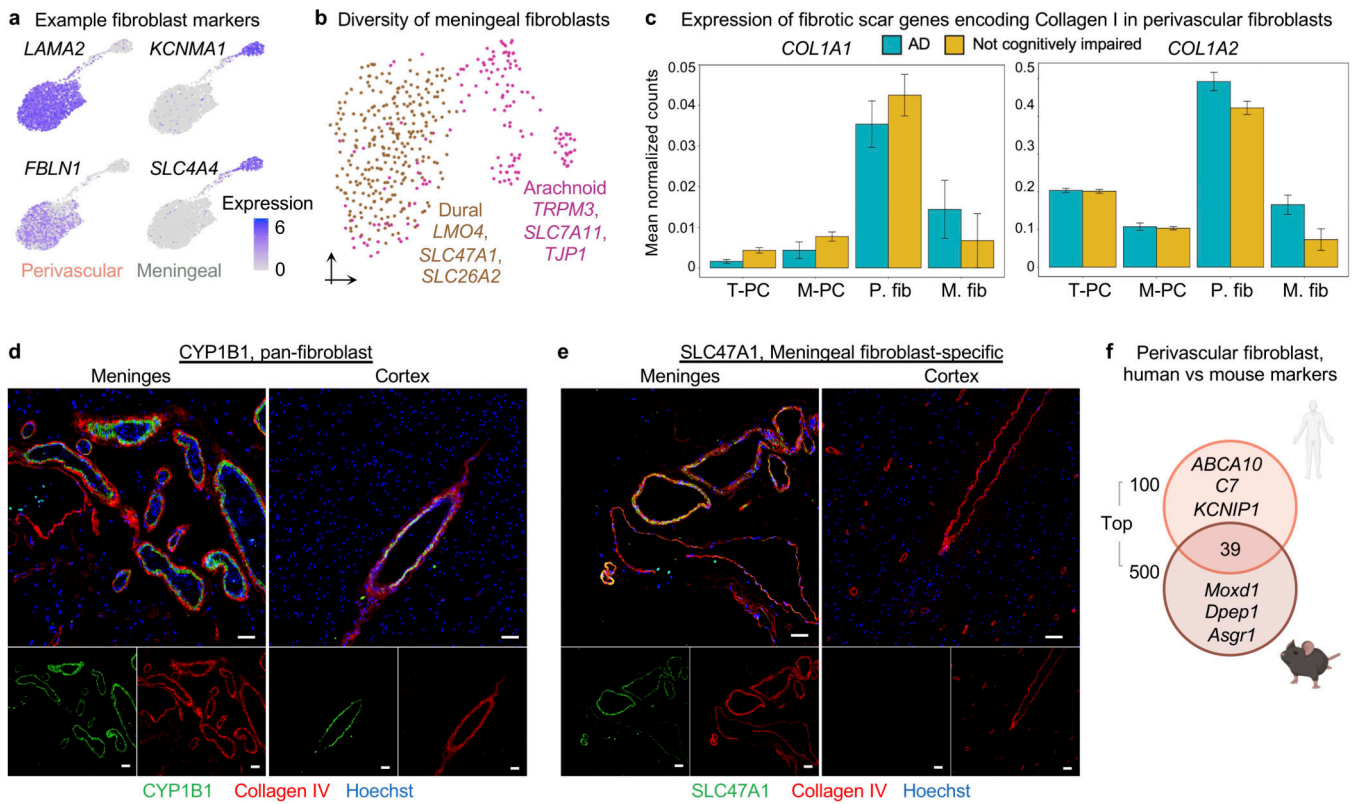 a Example fibroblast markers
LAMA2 KCNMA1
FBLN1 SLC4A4
Expression
6
0
Perivascular Meningeal
b Diversity of meningeal fibroblasts
Arachnoid
TRPM3,
SLC7A11,
TJP1
Dural
LMO4,
SLC47A1,
SLC26A2
c Expression of fibrotic scar genes encoding Collagen I in perivascular fibroblasts
COL1A1 AD Not cognitively impaired COL1A2
Mean normalized counts
0.05
0.04
0.03
0.02
0.01
0
T-PC M-PC P. fib M. fib
0.5
0.4
0.3
0.2
0.1
0
T-PC M-PC P. fib M. fib
d CYP1B1, pan-fibroblast
Meninges Cortex
CYP1B1 Collagen IV Hoechst
e SLC47A1, Meningeal fibroblast-specific
Meninges Cortex
SLC47A1 Collagen IV Hoechst
f Perivascular fibroblast,
human vs mouse markers
100
Top
500
ABCA10
C7
KCNIP1
39
Moxd1
Dpep1
Asgr1